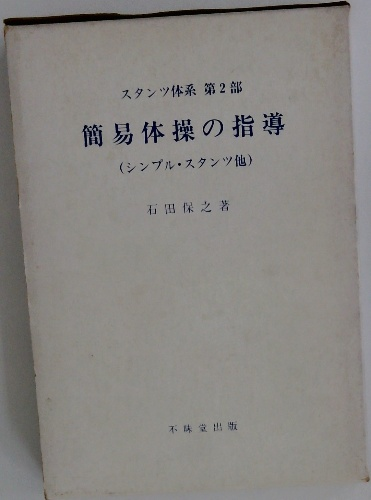 スタンツ体系 第2部
簡易体操の指導
(シンプル・スタンツ他)
石田保之著
不昧堂出版